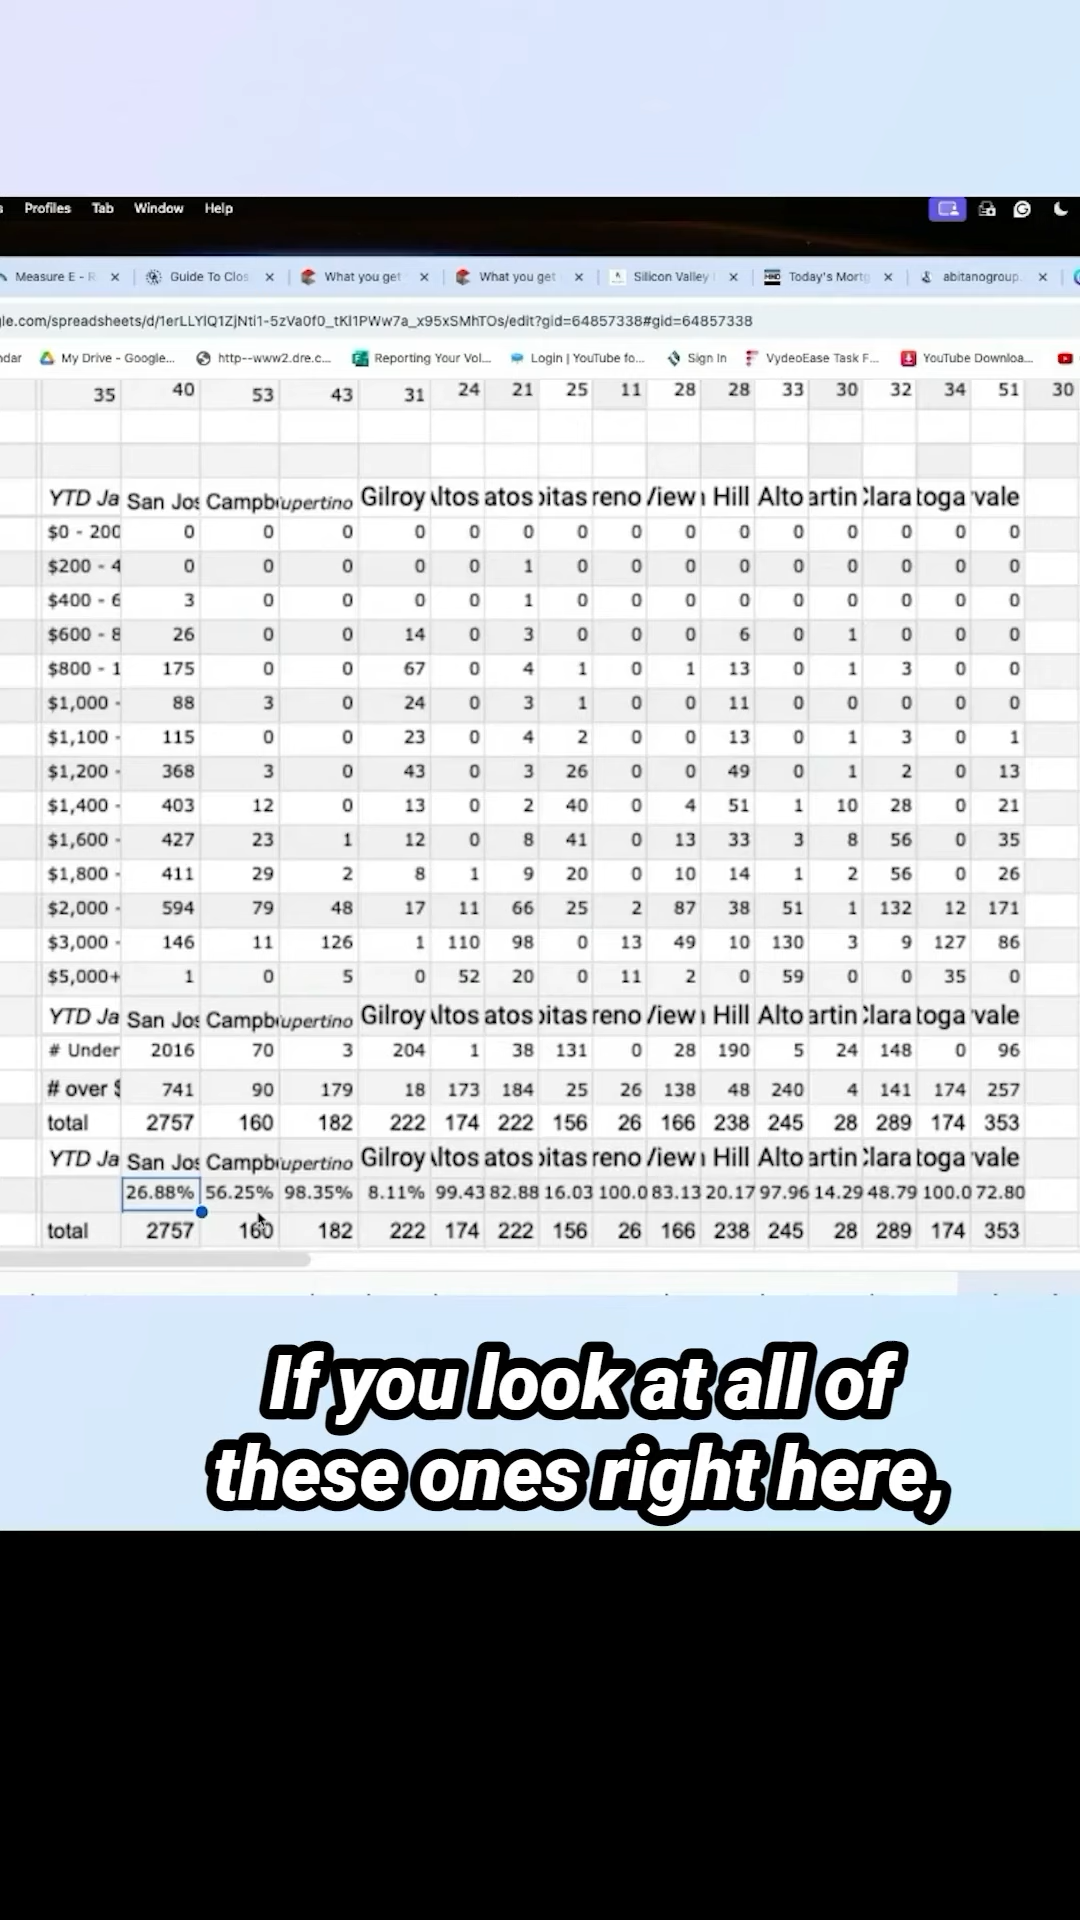 s Profiles Tab Window Help
Measure E - R × Guide To Clos × What you get × What you get × Silicon Valley × Today's Mortg × abitanogroup. ×
gle.com/spreadsheets/d/1erLLYlQ1ZjNti1-5zVa0f0_tKl1PWw7a_x95xSMhTOs/edit?gid=64857338#gid=64857338
ndar My Drive - Google... http--www2.dre.c... Reporting Your Vol... Login | YouTube fo... Sign In VydeoEase Task F... YouTube Downloa...
35 40 53 43 31 24 21 25 11 28 28 33 30 32 34 51 30
YTD Ja San Jos Campb upertino Gilroy Altos atos pitas reno View Hill Alto artin Clara toga vale
$0 - 200 0 0 0 0 0 0 0 0 0 0 0 0 0 0 0
$200 - 4 0 0 0 0 0 1 0 0 0 0 0 0 0 0 0
$400 - 6 3 0 0 0 0 1 0 0 0 0 0 0 0 0 0
$600 - 8 26 0 0 14 0 3 0 0 0 6 0 1 0 0 0
$800 - 1 175 0 0 67 0 4 1 0 1 13 0 1 3 0 0
$1,000 - 88 3 0 24 0 3 1 0 0 11 0 0 0 0 0
$1,100 - 115 0 0 23 0 4 2 0 0 13 0 1 3 0 1
$1,200 - 368 3 0 43 0 3 26 0 0 49 0 1 2 0 13
$1,400 - 403 12 0 13 0 2 40 0 4 51 1 10 28 0 21
$1,600 - 427 23 1 12 0 8 41 0 13 33 3 8 56 0 35
$1,800 - 411 29 2 8 1 9 20 0 10 14 1 2 56 0 26
$2,000 - 594 79 48 17 11 66 25 2 87 38 51 1 132 12 171
$3,000 - 146 11 126 1 110 98 0 13 49 10 130 3 9 127 86
$5,000+ 1 0 5 0 52 20 0 11 2 0 59 0 0 35 0
YTD Ja San Jos Campb upertino Gilroy Altos atos pitas reno View Hill Alto artin Clara toga vale
# Under 2016 70 3 204 1 38 131 0 28 190 5 24 148 0 96
# over $ 741 90 179 18 173 184 25 26 138 48 240 4 141 174 257
total 2757 160 182 222 174 222 156 26 166 238 245 28 289 174 353
YTD Ja San Jos Campb upertino Gilroy Altos atos pitas reno View Hill Alto artin Clara toga vale
26.88% 56.25% 98.35% 8.11% 99.43 82.88 16.03 100.0 83.13 20.17 97.96 14.29 48.79 100.0 72.80
total 2757 160 182 222 174 222 156 26 166 238 245 28 289 174 353
If you look at all of
these ones right here,